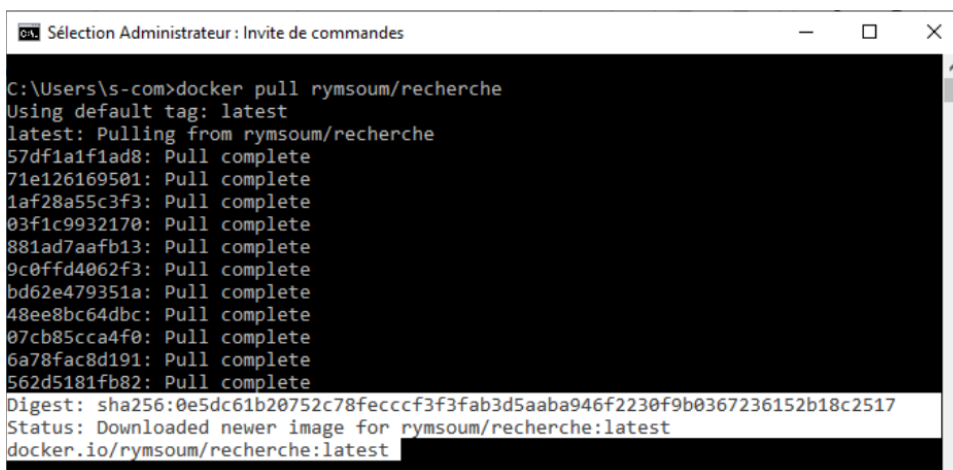 Sélection Administrateur : Invite de commandes
C:\Users\s-com>docker pull rymsoum/recherche
Using default tag: latest
latest: Pulling from rymsoum/recherche
57df1a1f1ad8: Pull complete
71e126169501: Pull complete
1af28a55c3f3: Pull complete
03f1c9932170: Pull complete
881ad7aafb13: Pull complete
9c0ffd4062f3: Pull complete
bd62e479351a: Pull complete
48ee8bc64dbc: Pull complete
07cb85cca4f0: Pull complete
6a78fac8d191: Pull complete
562d5181fb82: Pull complete
Digest: sha256:0e5dc61b20752c78fecccf3f3fab3d5aaba946f2230f9b0367236152b18c2517
Status: Downloaded newer image for rymsoum/recherche:latest
docker.io/rymsoum/recherche:latest